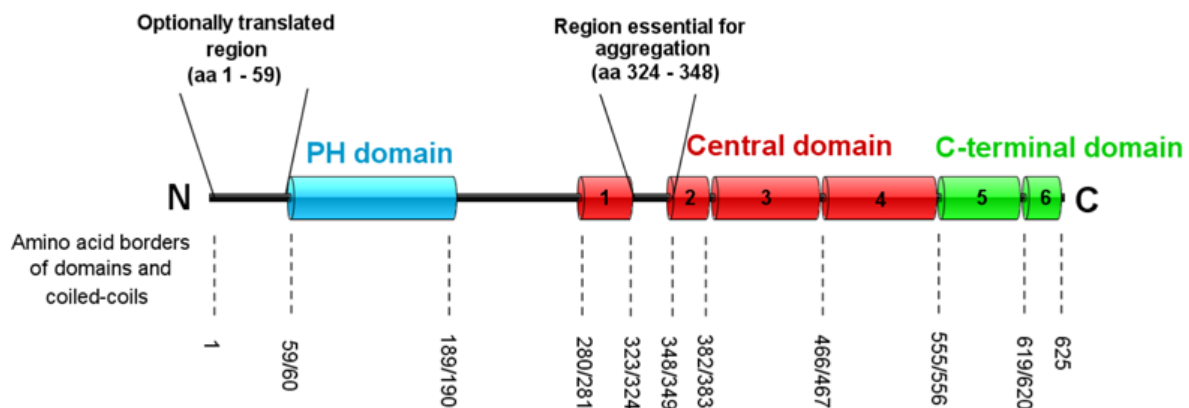 Optionally translated
region
(aa 1 - 59)
Region essential for
aggregation
(aa 324 - 348)
PH domain
Central domain
C-terminal domain
N
1
2
3
4
5
6
C
Amino acid borders
of domains and
coiled-coils
1
59/60
189/190
280/281
323/324
348/349
382/383
466/467
555/556
619/620
625